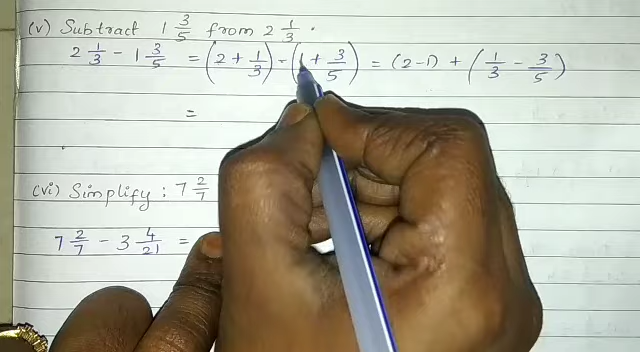 (v) Subtract 1 3/5 from 2 1/3 .
2 1/3 - 1 3/5 = (2 + 1/3) - (1 + 3/5) = (2-1) + (1/3 - 3/5)
=
(vi) Simplify : 7 2/7
7 2/7 - 3 4/21 =